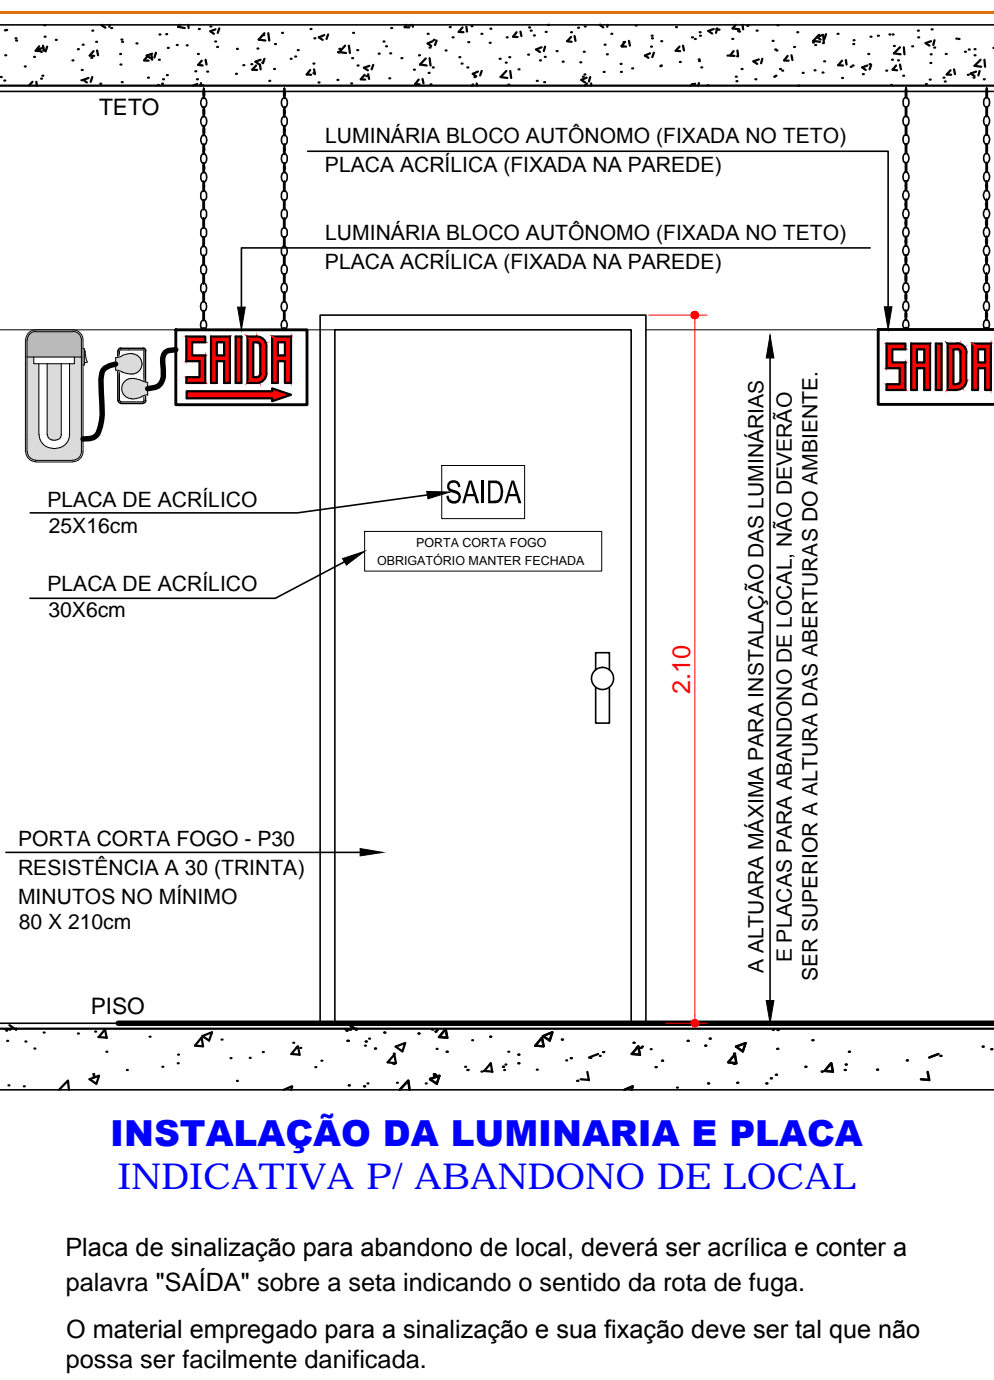 TETO
LUMINÁRIA BLOCO AUTÔNOMO (FIXADA NO TETO)
PLACA ACRÍLICA (FIXADA NA PAREDE)
LUMINÁRIA BLOCO AUTÔNOMO (FIXADA NO TETO)
PLACA ACRÍLICA (FIXADA NA PAREDE)
SAIDA
SAIDA
PLACA DE ACRÍLICO
25X16cm
SAIDA
PORTA CORTA FOGO
OBRIGATÓRIO MANTER FECHADA
PLACA DE ACRÍLICO
30X6cm
2.10
A ALTUARA MÁXIMA PARA INSTALAÇÃO DAS LUMINÁRIAS
E PLACAS PARA ABANDONO DE LOCAL, NÃO DEVERÃO
SER SUPERIOR A ALTURA DAS ABERTURAS DO AMBIENTE.
PORTA CORTA FOGO - P30
RESISTÊNCIA A 30 (TRINTA)
MINUTOS NO MÍNIMO
80 X 210cm
PISO
INSTALAÇÃO DA LUMINARIA E PLACA
INDICATIVA P/ ABANDONO DE LOCAL
Placa de sinalização para abandono de local, deverá ser acrílica e conter a
palavra "SAÍDA" sobre a seta indicando o sentido da rota de fuga.
O material empregado para a sinalização e sua fixação deve ser tal que não
possa ser facilmente danificada.